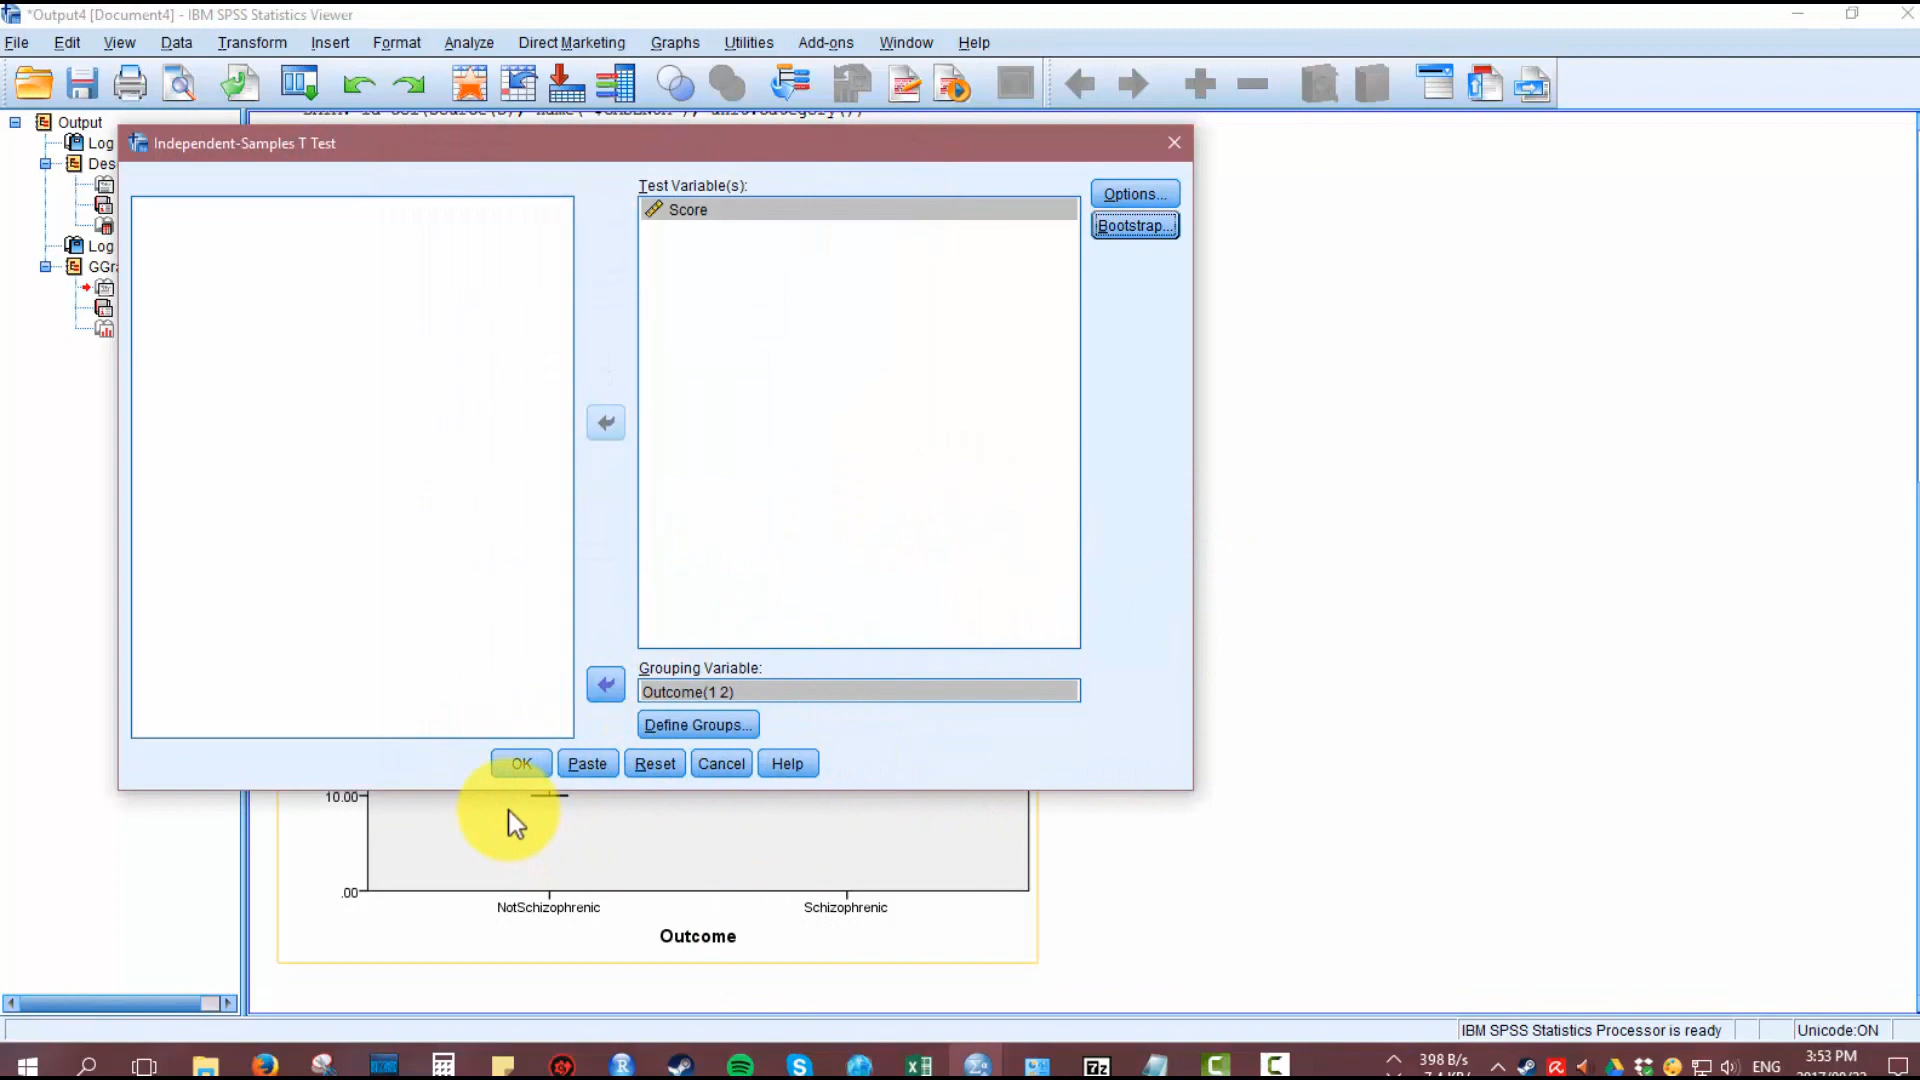 *Output4 [Document4] - IBM SPSS Statistics Viewer
File Edit View Data Transform Insert Format Analyze Direct Marketing Graphs Utilities Add-ons Window Help
Output
Log
Des
Log
GGra
Independent-Samples T Test
Test Variable(s):
Score
Options...
Bootstrap...
Grouping Variable:
Outcome(1 2)
Define Groups...
OK Paste Reset Cancel Help
10.00
.00
NotSchizophrenic Schizophrenic
Outcome
IBM SPSS Statistics Processor is ready Unicode:ON
398 B/s
ENG
3:53 PM